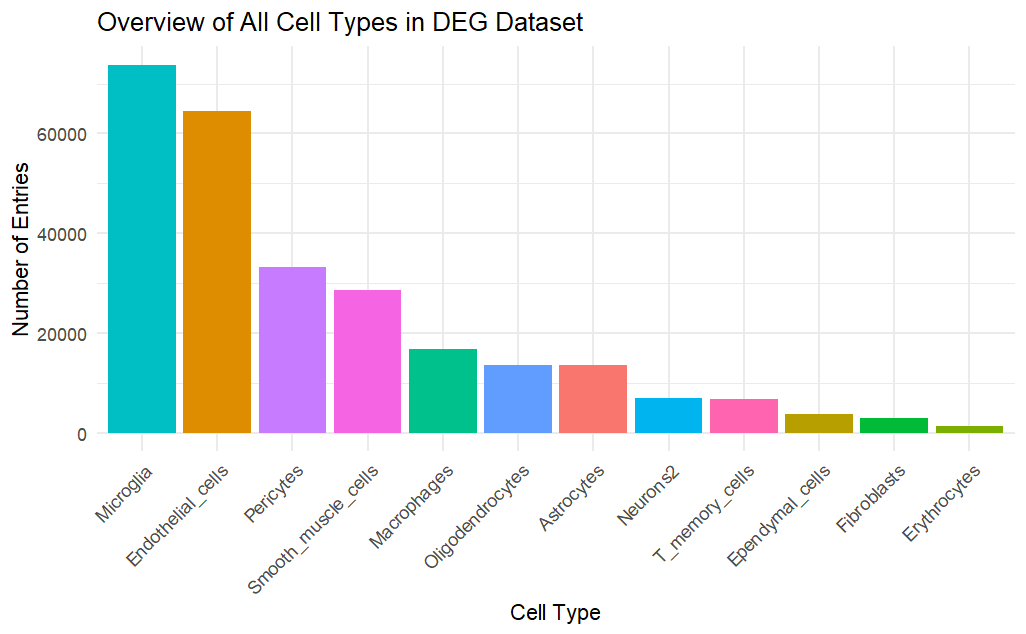 Overview of All Cell Types in DEG Dataset
Number of Entries
60000
40000
20000
0
Microglia
Endothelial_cells
Pericytes
Smooth_muscle_cells
Macrophages
Oligodendrocytes
Astrocytes
Neurons2
T_memory_cells
Ependymal_cells
Fibroblasts
Erythrocytes
Cell Type